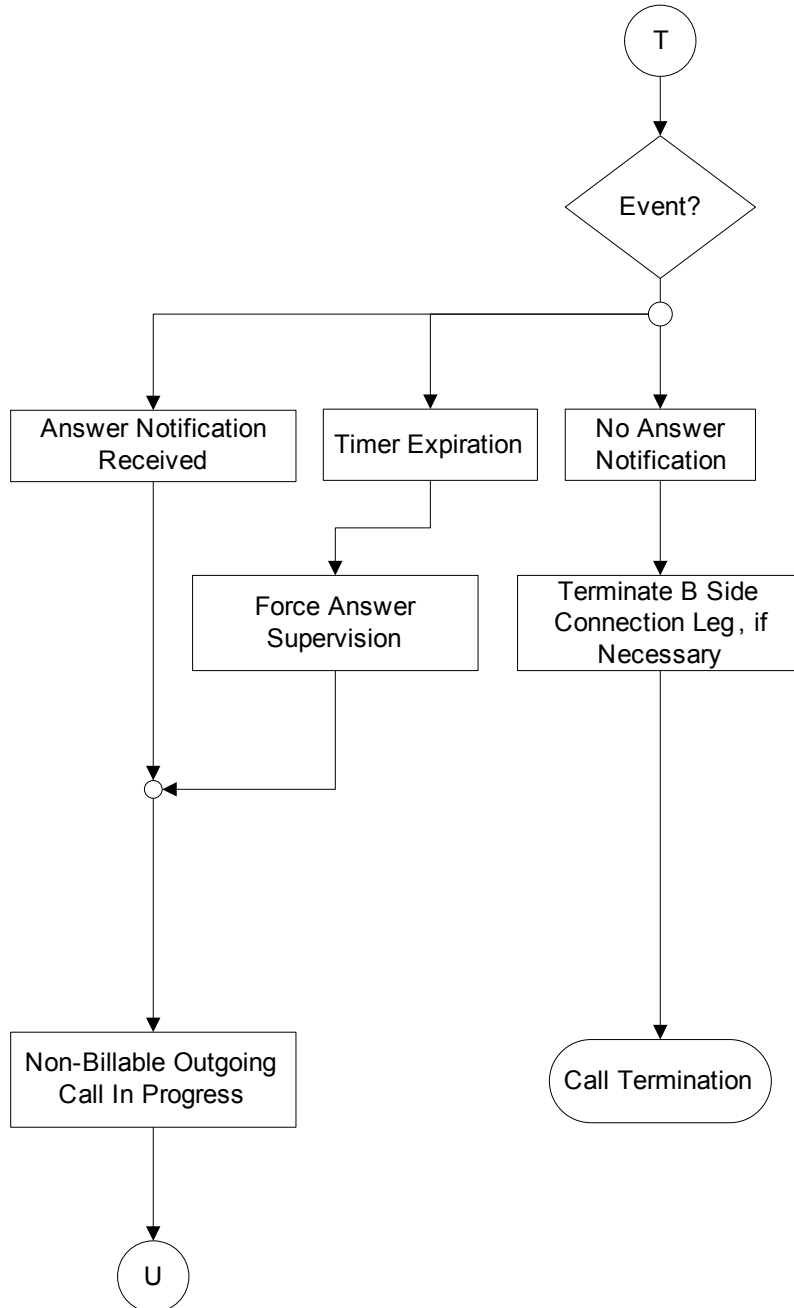 T
Event?
Answer Notification
Received
Timer Expiration
No Answer
Notification
Force Answer
Supervision
Terminate B Side
Connection Leg, if
Necessary
Non-Billable Outgoing
Call In Progress
Call Termination
U